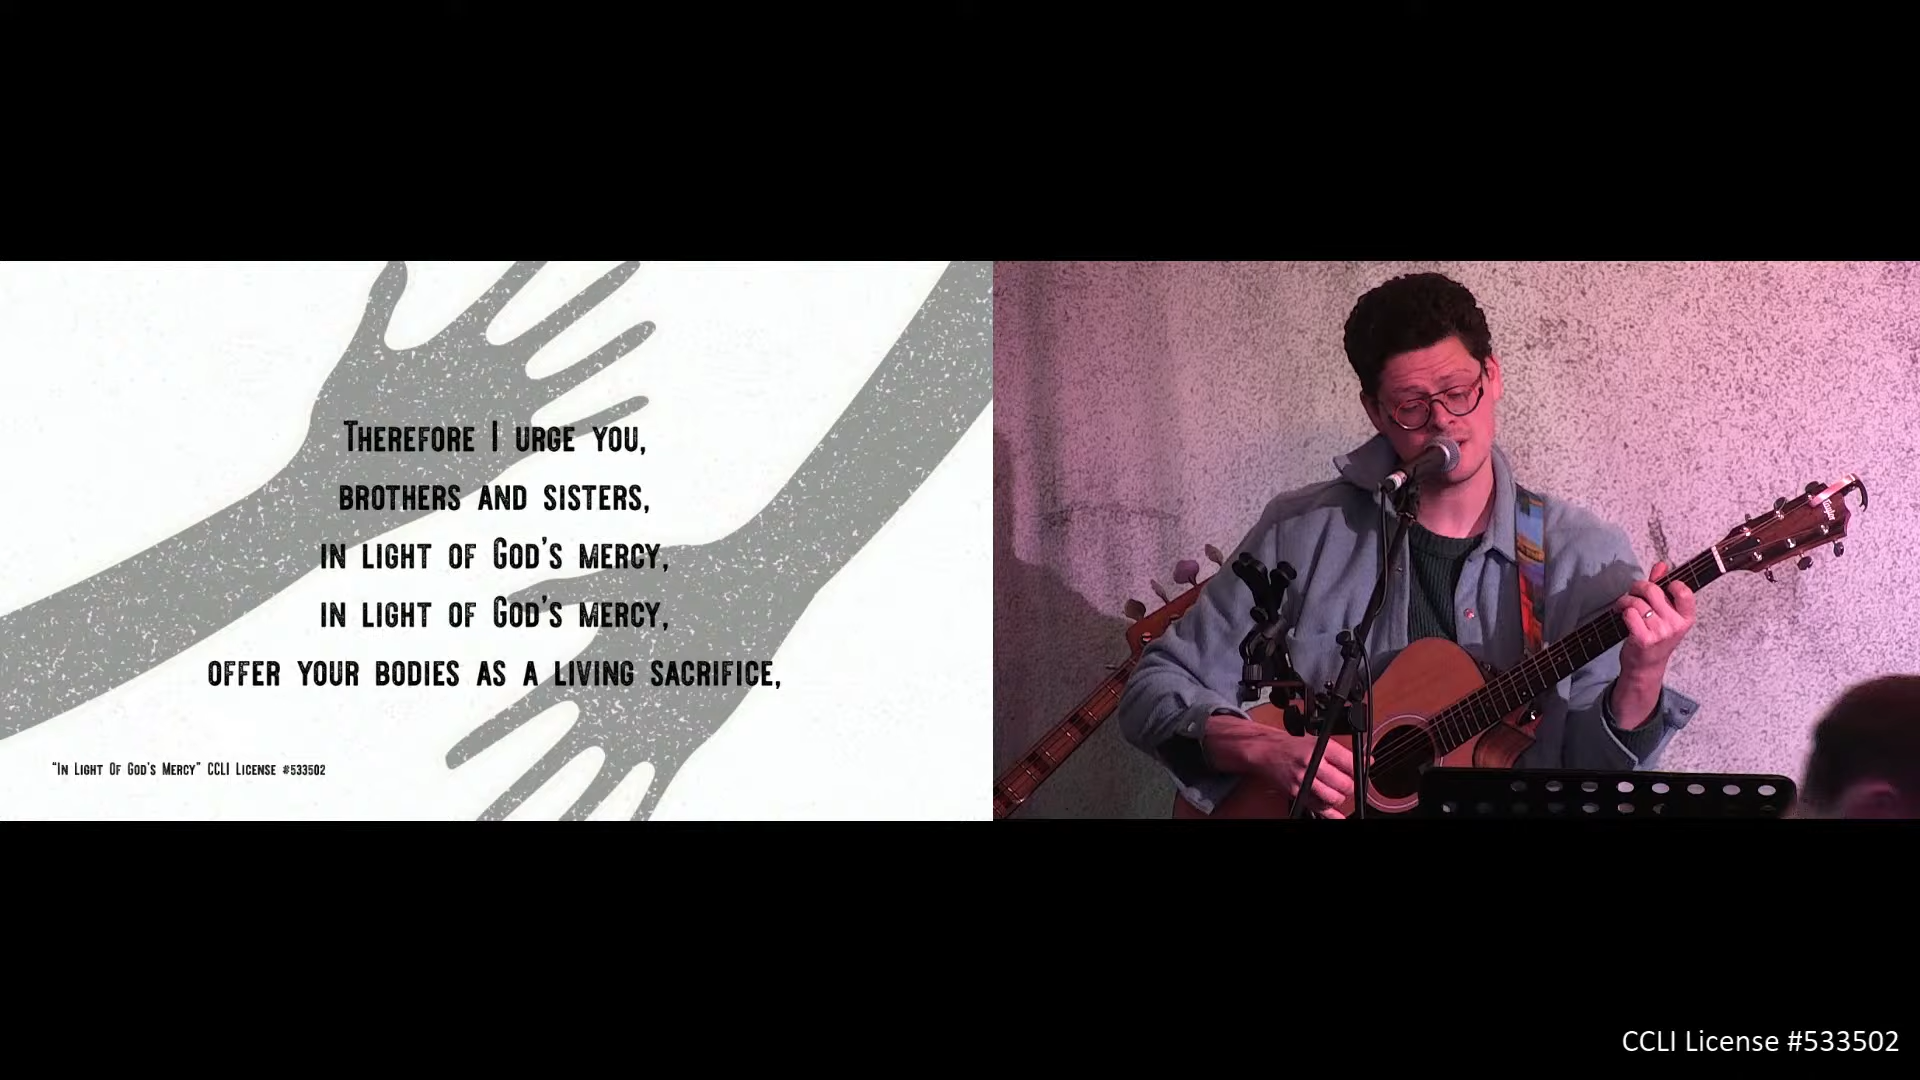 Therefore I urge you,
brothers and sisters,
in light of God's mercy,
in light of God's mercy,
offer your bodies as a living sacrifice,
"In Light Of God's Mercy" CCLI License #533502
Taylor
CCLI License #533502